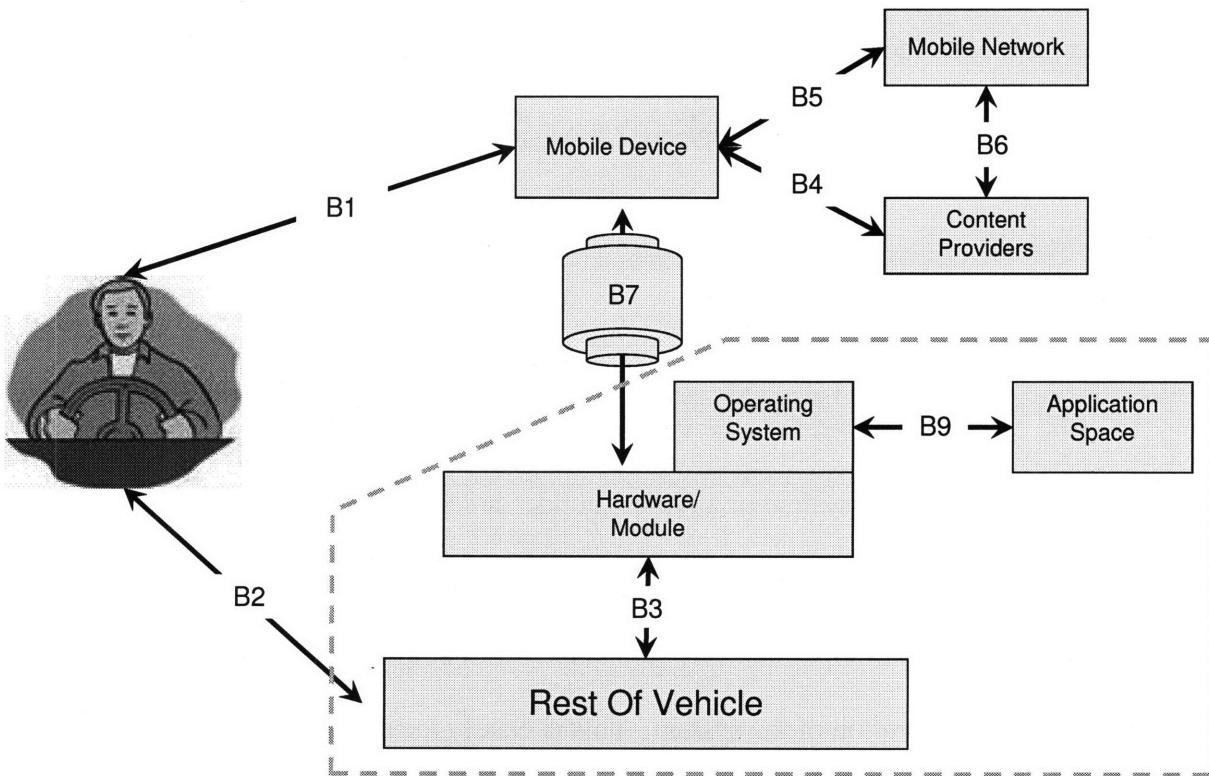 Mobile Network
B5
Mobile Device
B6
B4
B1
Content
Providers
B7
Operating
System
B9
Application
Space
Hardware/
Module
B2
B3
Rest Of Vehicle